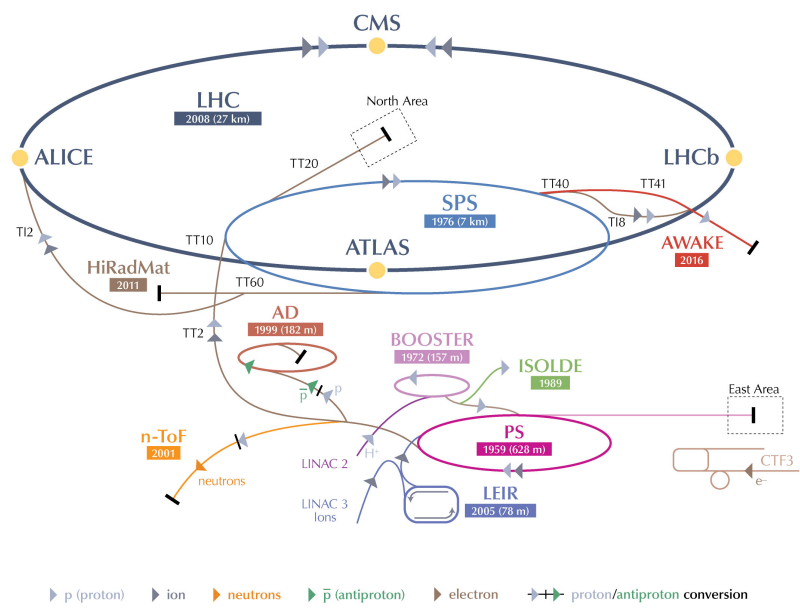 CMS
LHC
2008 (27 km)
North Area
ALICE
LHCb
TT20
TT40
TT41
SPS
1976 (7 km)
TI2
TT10
TI8
ATLAS
AWAKE
2016
HiRadMat
2011
TT60
AD
1999 (182 m)
TT2
BOOSTER
1972 (157 m)
ISOLDE
1989
p
p̅
East Area
n-ToF
2001
PS
1959 (628 m)
H⁺
neutrons
LINAC 2
CTF3
e–
LEIR
2005 (78 m)
LINAC 3
Ions
p (proton)
ion
neutrons
p̅ (antiproton)
electron
proton/antiproton conversion